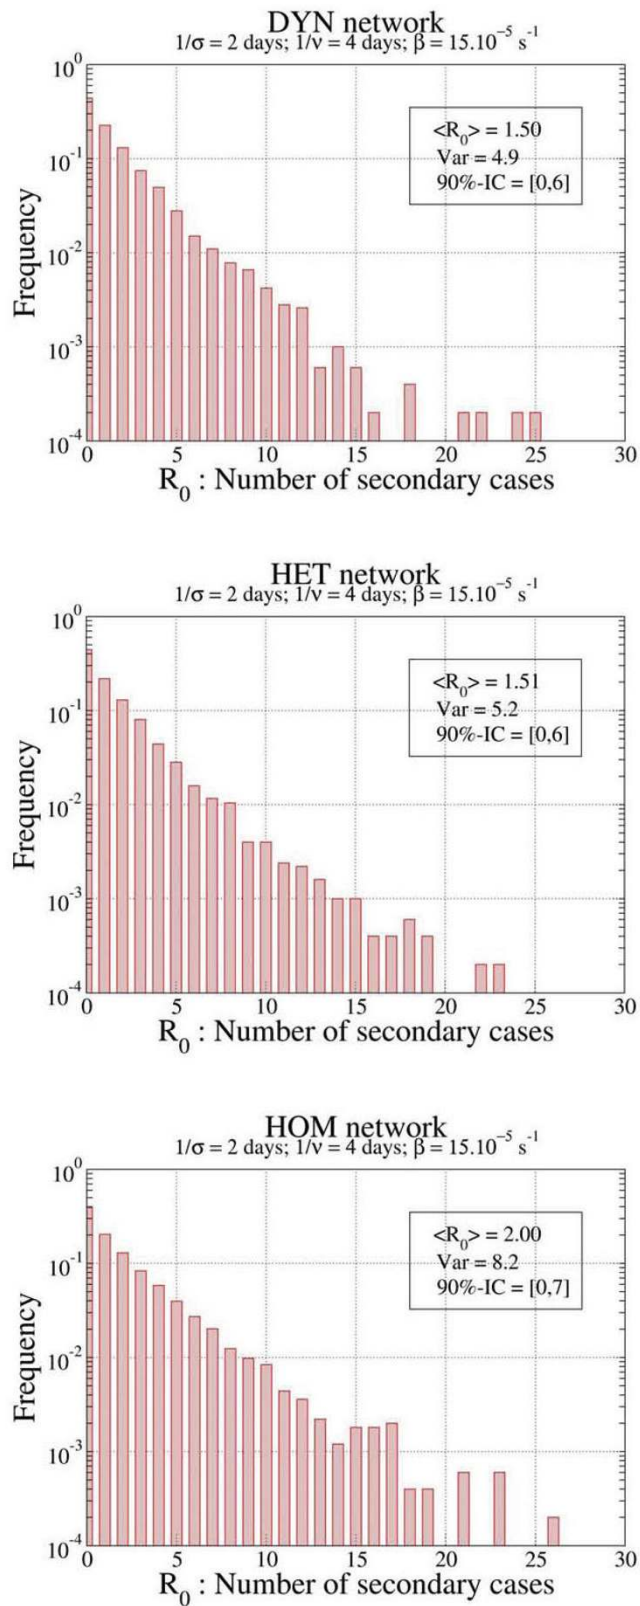 DYN network
1/σ = 2 days; 1/ν = 4 days; β = 15.10⁻⁵ s⁻¹
10⁰
<R₀> = 1.50
Var = 4.9
90%-IC = [0,6]
10⁻¹
Frequency
10⁻²
10⁻³
10⁻⁴
0 5 10 15 20 25 30
R₀ : Number of secondary cases
HET network
1/σ = 2 days; 1/ν = 4 days; β = 15.10⁻⁵ s⁻¹
10⁰
<R₀> = 1.51
Var = 5.2
90%-IC = [0,6]
10⁻¹
Frequency
10⁻²
10⁻³
10⁻⁴
0 5 10 15 20 25 30
R₀ : Number of secondary cases
HOM network
1/σ = 2 days; 1/ν = 4 days; β = 15.10⁻⁵ s⁻¹
10⁰
<R₀> = 2.00
Var = 8.2
90%-IC = [0,7]
10⁻¹
Frequency
10⁻²
10⁻³
10⁻⁴
0 5 10 15 20 25 30
R₀ : Number of secondary cases